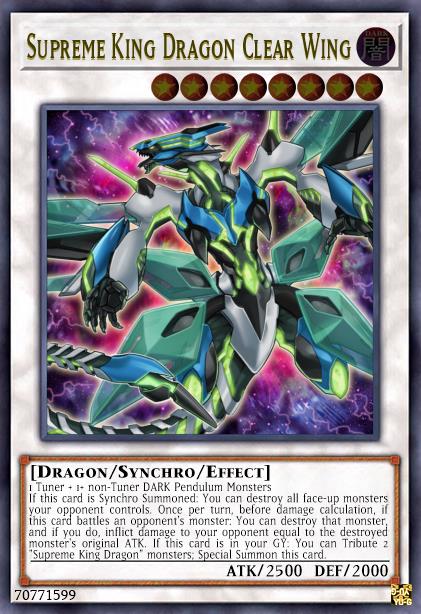 SUPREME KING DRAGON CLEAR WING
DARK
闇
[DRAGON/SYNCHRO/EFFECT]
1 Tuner + 1+ non-Tuner DARK Pendulum Monsters
If this card is Synchro Summoned: You can destroy all face-up monsters
your opponent controls. Once per turn, before damage calculation, if
this card battles an opponent's monster: You can destroy that monster,
and if you do, inflict damage to your opponent equal to the destroyed
monster's original ATK. If this card is in your GY: You can Tribute 2
"Supreme King Dragon" monsters; Special Summon this card.
ATK/2500 DEF/2000
70771599